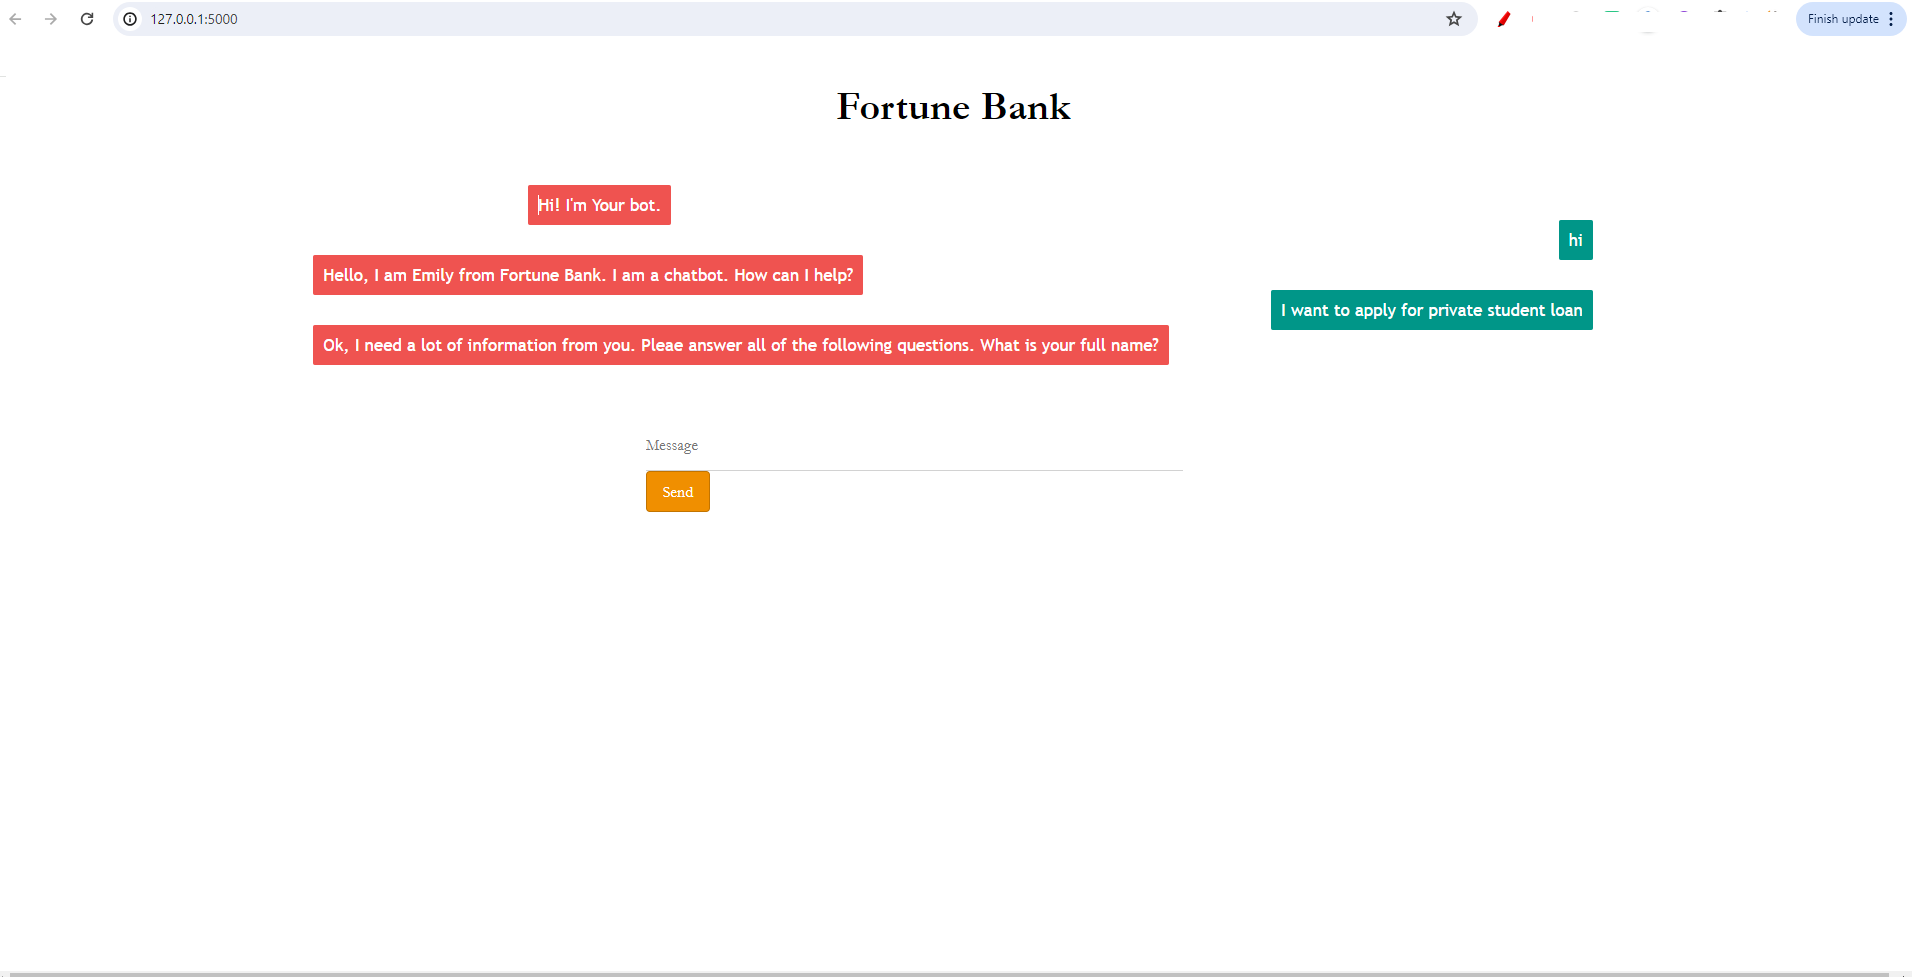 127.0.0.1:5000
Finish update
Fortune Bank
Hi! I'm Your bot.
hi
Hello, I am Emily from Fortune Bank. I am a chatbot. How can I help?
I want to apply for private student loan
Ok, I need a lot of information from you. Pleae answer all of the following questions. What is your full name?
Message
Send